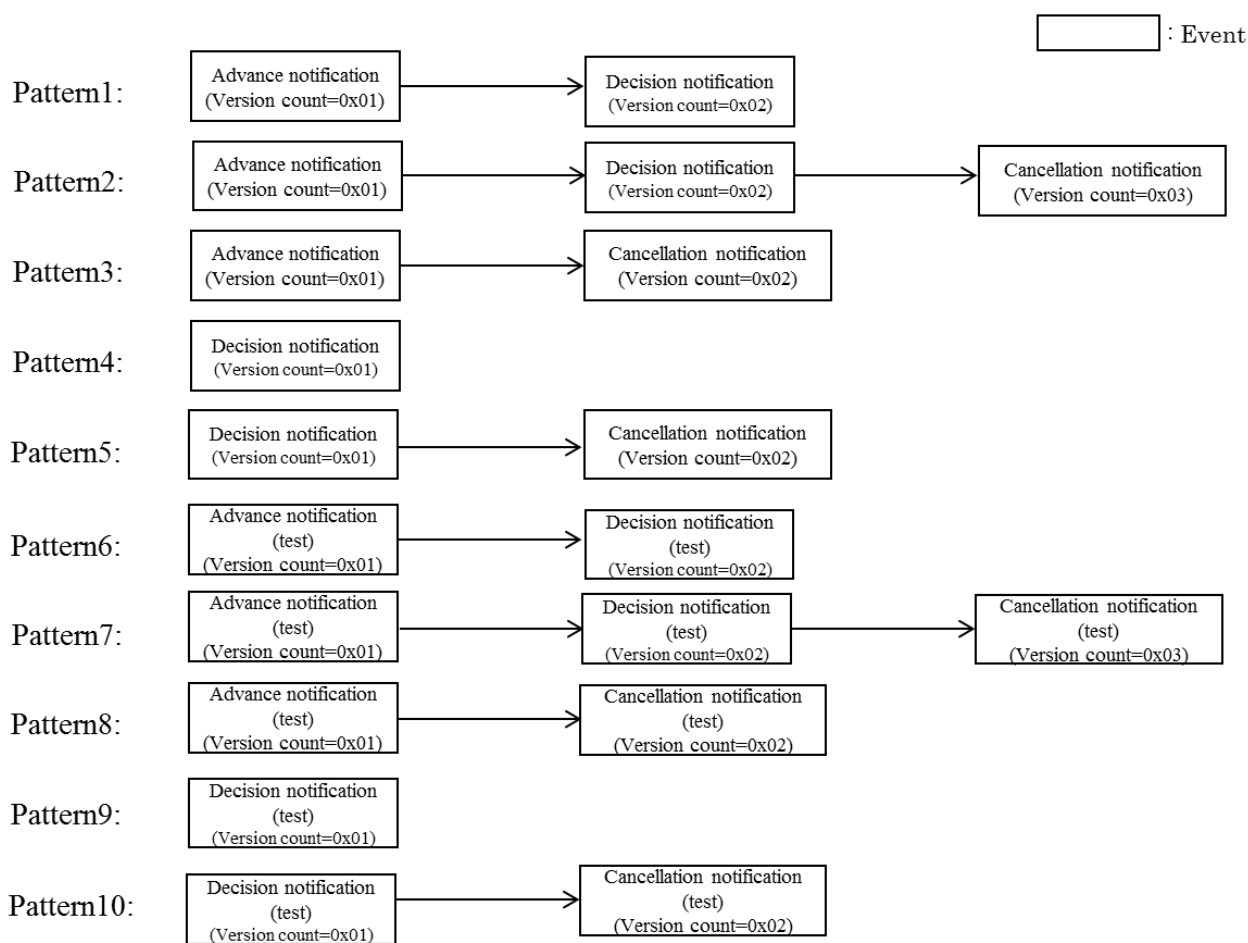 : Event
Pattern1:
Advance notification
(Version count=0x01)
Decision notification
(Version count=0x02)
Pattern2:
Advance notification
(Version count=0x01)
Decision notification
(Version count=0x02)
Cancellation notification
(Version count=0x03)
Pattern3:
Advance notification
(Version count=0x01)
Cancellation notification
(Version count=0x02)
Pattern4:
Decision notification
(Version count=0x01)
Pattern5:
Decision notification
(Version count=0x01)
Cancellation notification
(Version count=0x02)
Pattern6:
Advance notification
(test)
(Version count=0x01)
Decision notification
(test)
(Version count=0x02)
Pattern7:
Advance notification
(test)
(Version count=0x01)
Decision notification
(test)
(Version count=0x02)
Cancellation notification
(test)
(Version count=0x03)
Pattern8:
Advance notification
(test)
(Version count=0x01)
Cancellation notification
(test)
(Version count=0x02)
Pattern9:
Decision notification
(test)
(Version count=0x01)
Pattern10:
Decision notification
(test)
(Version count=0x01)
Cancellation notification
(test)
(Version count=0x02)